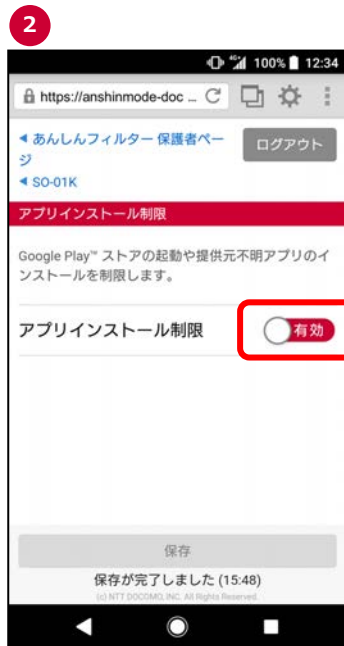 2
4G 100% 12:34
https://anshinmode-doc ...
◀ あんしんフィルター 保護者ペー
ジ
ログアウト
◀ SO-01K
アプリインストール制限
Google Play™ ストアの起動や提供元不明アプリのイ
ンストールを制限します。
アプリインストール制限
有効
保存
保存が完了しました (15:48)
(c) NTT DOCOMO, INC. All Rights Reserved.